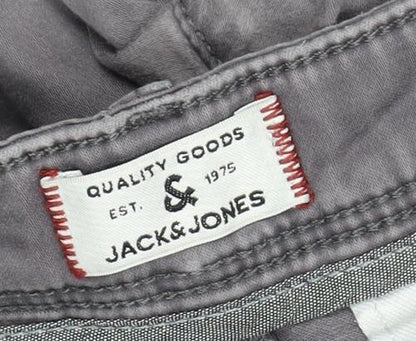 QUALITY GOODS
EST. & 1975
JACK&JONES